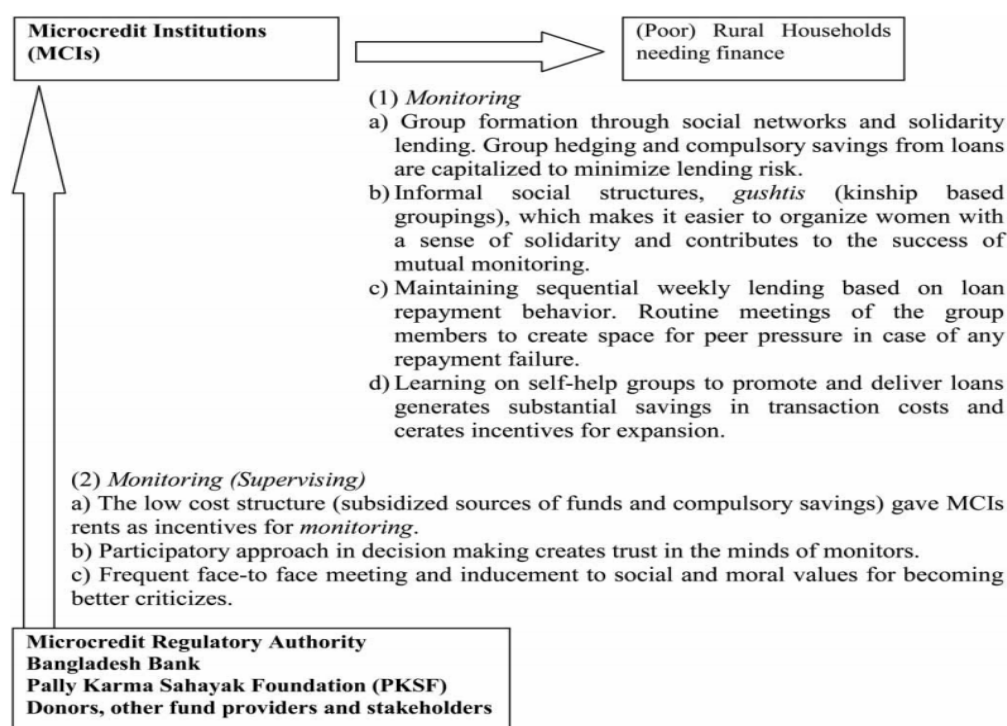 Microcredit Institutions
(MCIs)
(Poor) Rural Households
needing finance
(1) Monitoring
a) Group formation through social networks and solidarity
lending. Group hedging and compulsory savings from loans
are capitalized to minimize lending risk.
b) Informal social structures, gushtis (kinship based
groupings), which makes it easier to organize women with
a sense of solidarity and contributes to the success of
mutual monitoring.
c) Maintaining sequential weekly lending based on loan
repayment behavior. Routine meetings of the group
members to create space for peer pressure in case of any
repayment failure.
d) Learning on self-help groups to promote and deliver loans
generates substantial savings in transaction costs and
cerates incentives for expansion.
(2) Monitoring (Supervising)
a) The low cost structure (subsidized sources of funds and compulsory savings) gave MCIs
rents as incentives for monitoring.
b) Participatory approach in decision making creates trust in the minds of monitors.
c) Frequent face-to face meeting and inducement to social and moral values for becoming
better criticizes.
Microcredit Regulatory Authority
Bangladesh Bank
Pally Karma Sahayak Foundation (PKSF)
Donors, other fund providers and stakeholders